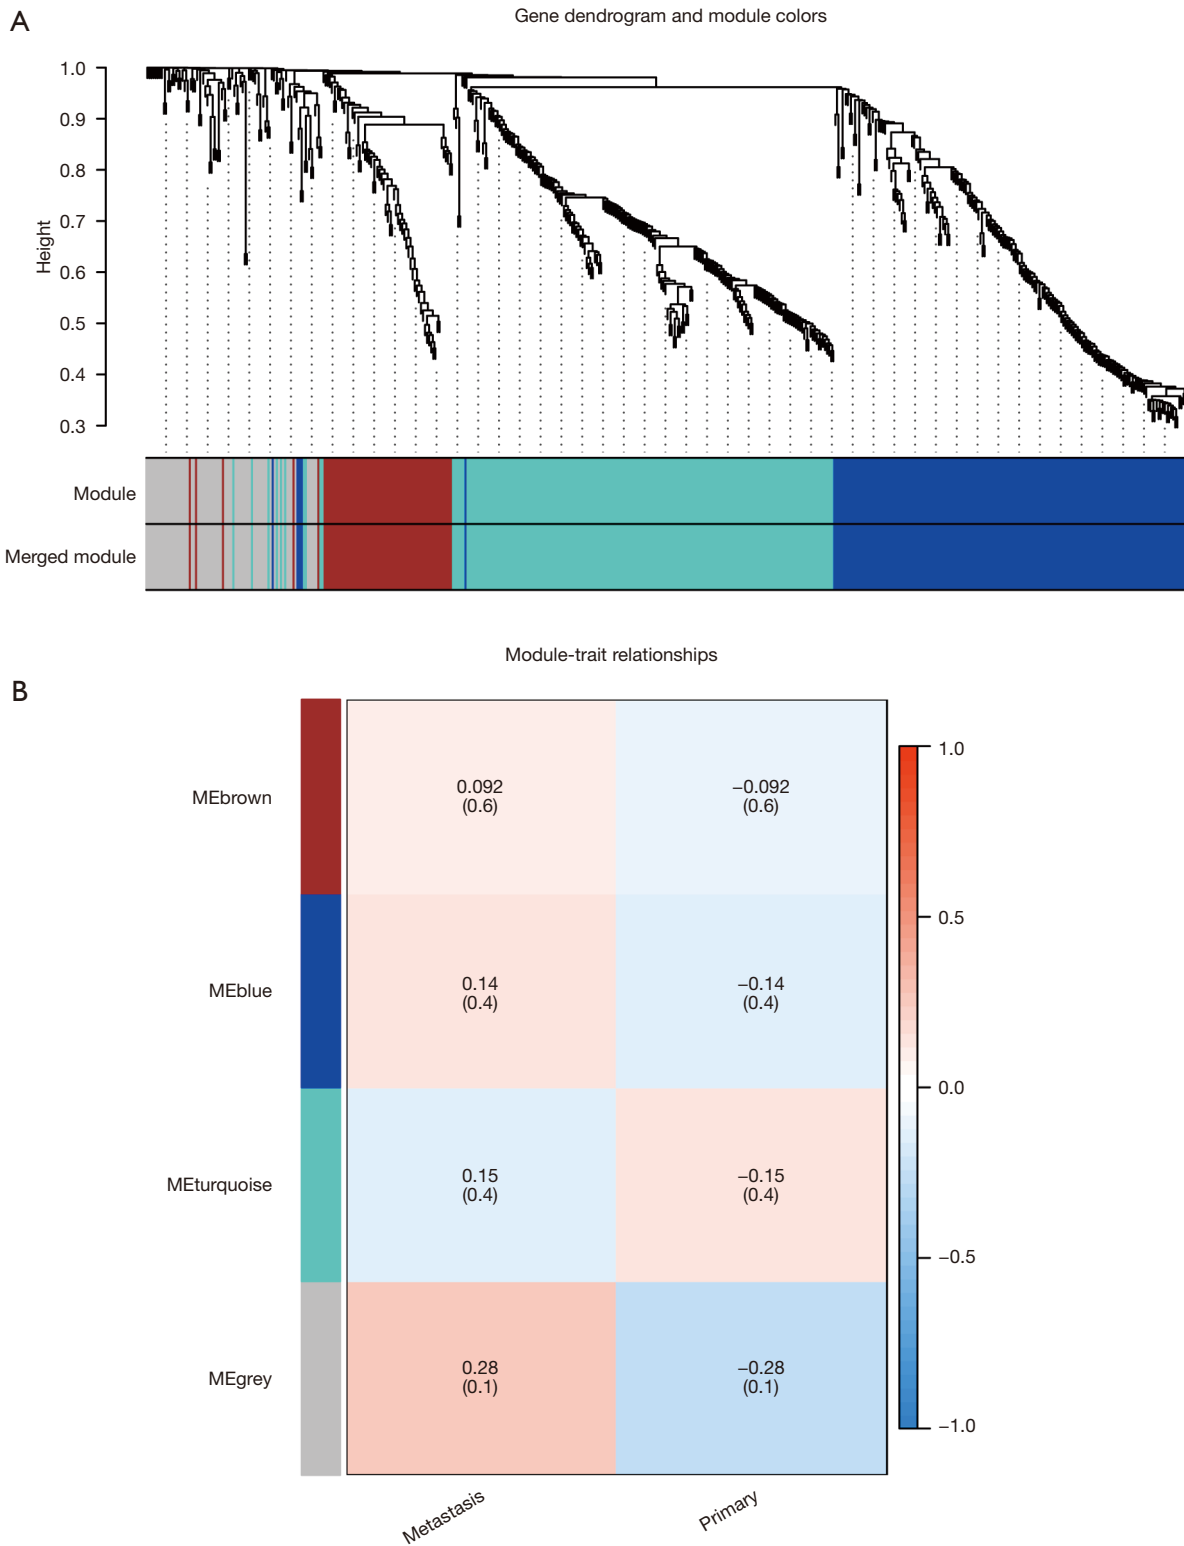 A
Gene dendrogram and module colors
1.0
0.9
0.8
0.7
0.6
0.5
0.4
0.3
Height
Module
Merged module
Module-trait relationships
B
MEbrown
0.092
(0.6)
−0.092
(0.6)
MEblue
0.14
(0.4)
−0.14
(0.4)
MEturquoise
0.15
(0.4)
−0.15
(0.4)
MEgrey
0.28
(0.1)
−0.28
(0.1)
Metastasis
Primary
1.0
0.5
0.0
−0.5
−1.0